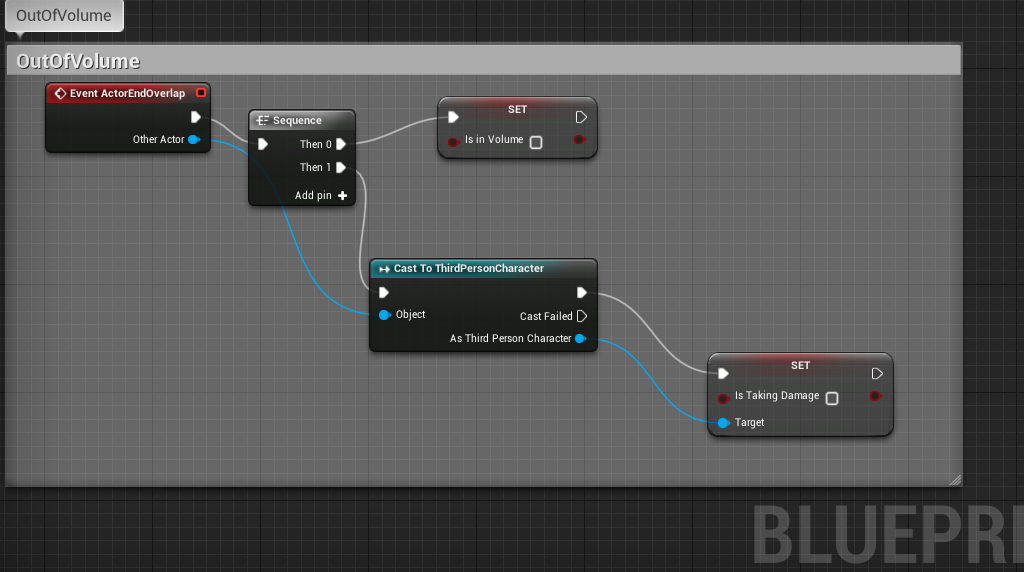 OutOfVolume
OutOfVolume
Event ActorEndOverlap
Other Actor
Sequence
Then 0
Then 1
Add pin
SET
Is in Volume
Cast To ThirdPersonCharacter
Object
Cast Failed
As Third Person Character
SET
Is Taking Damage
Target
BLUEPRI